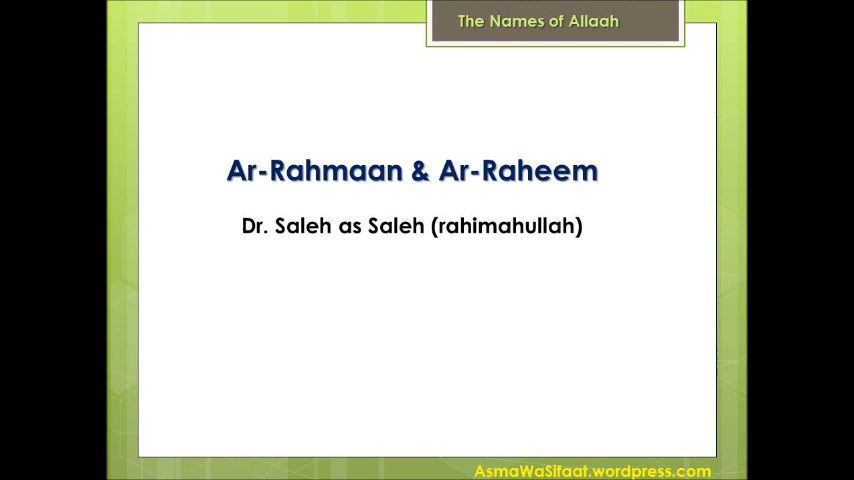 The Names of Allaah
Ar-Rahmaan & Ar-Raheem
Dr. Saleh as Saleh (rahimahullah)
AsmaWaSifaat.wordpress.com